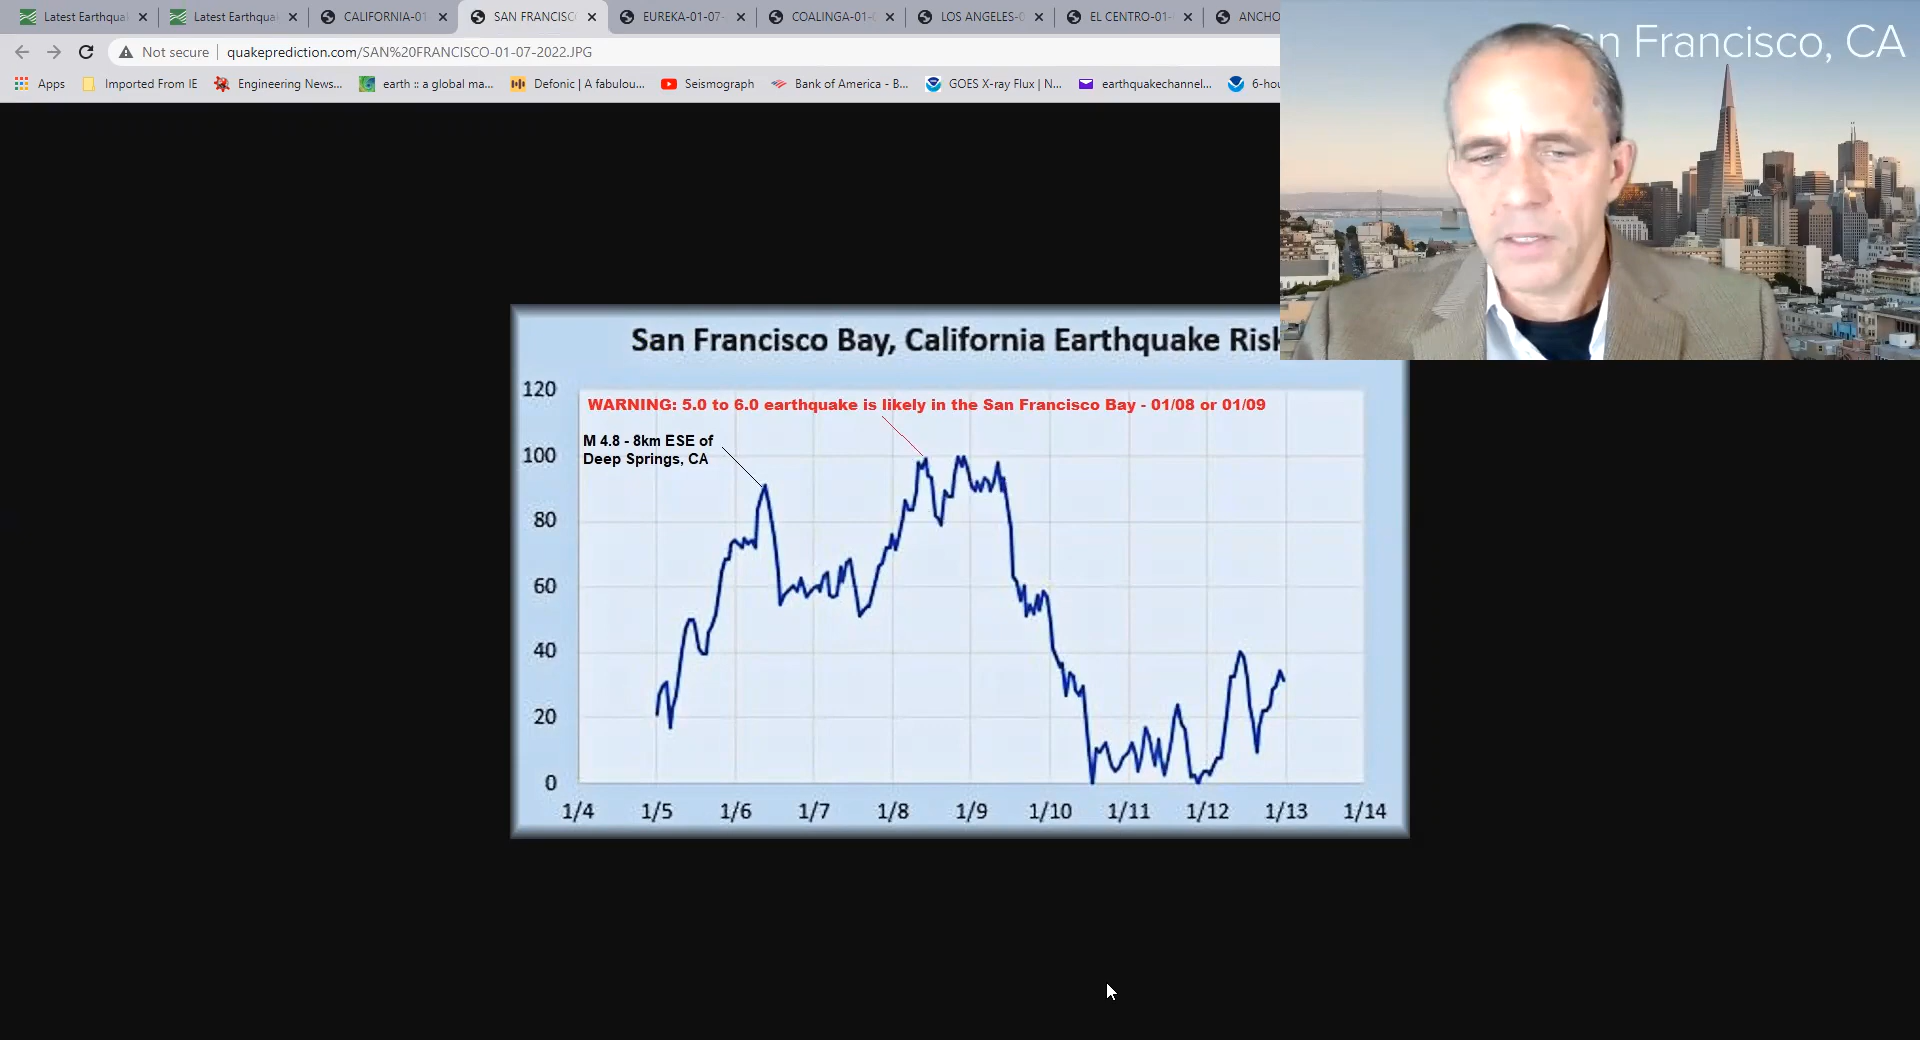 Latest Earthqua
Latest Earthqua
CALIFORNIA-01
SAN FRANCISC
EUREKA-01-07-
COALINGA-01-
LOS ANGELES-0
EL CENTRO-01-
ANCHO
Not secure
quakeprediction.com/SAN%20FRANCISCO-01-07-2022.JPG
Apps
Imported From IE
Engineering News...
earth :: a global ma...
Defonic | A fabulou...
Seismograph
Bank of America - B...
GOES X-ray Flux | N...
earthquakechannel...
6-hou
San Francisco, CA
San Francisco Bay, California Earthquake Risk
WARNING: 5.0 to 6.0 earthquake is likely in the San Francisco Bay - 01/08 or 01/09
M 4.8 - 8km ESE of
Deep Springs, CA
120
100
80
60
40
20
0
1/4 1/5 1/6 1/7 1/8 1/9 1/10 1/11 1/12 1/13 1/14